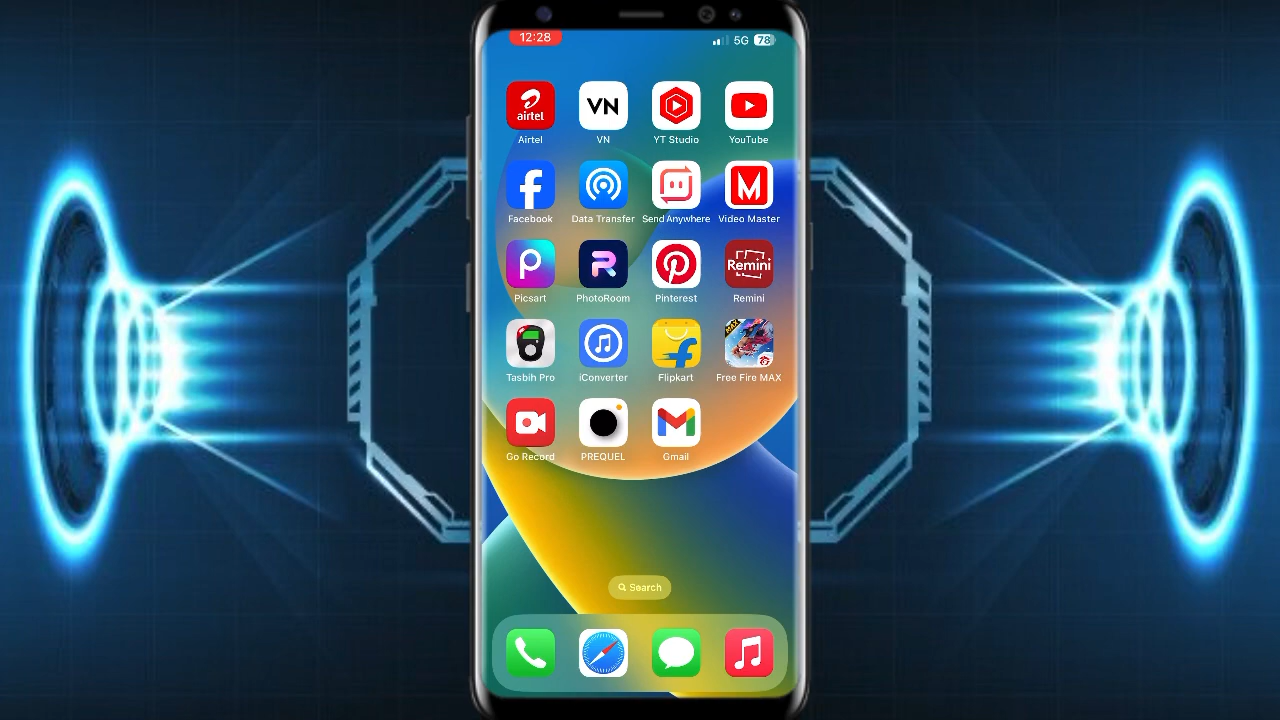 12:28
5G 78
airtel
VN
Airtel
VN
YT Studio
YouTube
Facebook
Data Transfer
Send Anywhere
Video Master
Remini
Picsart
PhotoRoom
Pinterest
Remini
MAX
Tasbih Pro
iConverter
Flipkart
Free Fire MAX
Go Record
PREQUEL
Gmail
Search